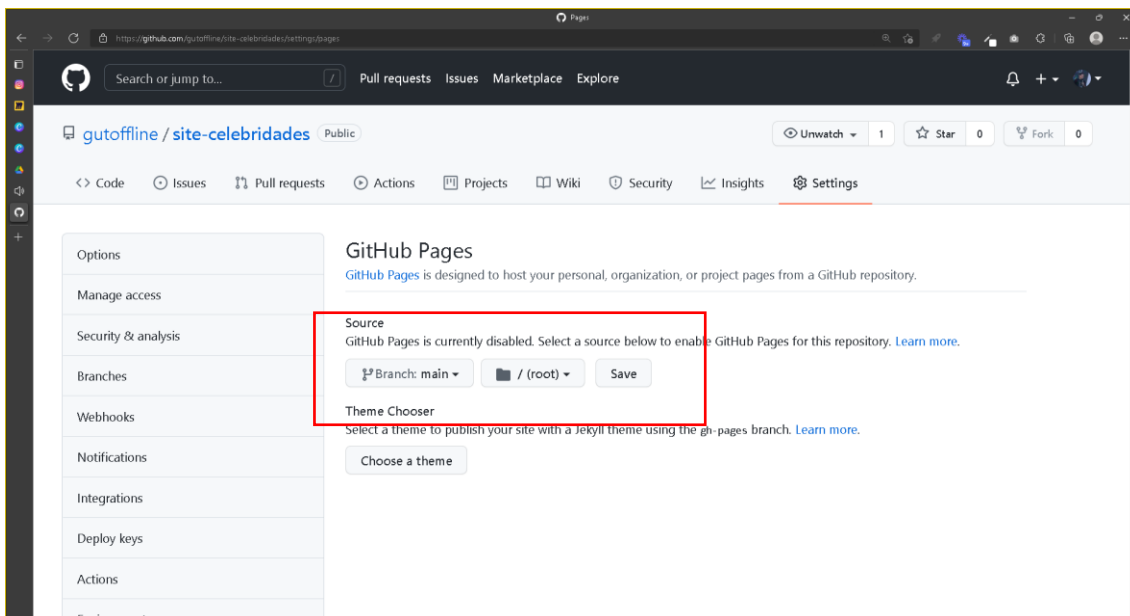 Pages
https://github.com/gutoffline/site-celebridades/settings/pages
Search or jump to... /
Pull requests Issues Marketplace Explore
gutoffline / site-celebridades Public
Unwatch 1 Star 0 Fork 0
<> Code Issues Pull requests Actions Projects Wiki Security Insights Settings
Options
Manage access
Security & analysis
Branches
Webhooks
Notifications
Integrations
Deploy keys
Actions
GitHub Pages
GitHub Pages is designed to host your personal, organization, or project pages from a GitHub repository.
Source
GitHub Pages is currently disabled. Select a source below to enable GitHub Pages for this repository. Learn more.
Branch: main / (root) Save
Theme Chooser
Select a theme to publish your site with a Jekyll theme using the gh-pages branch. Learn more.
Choose a theme